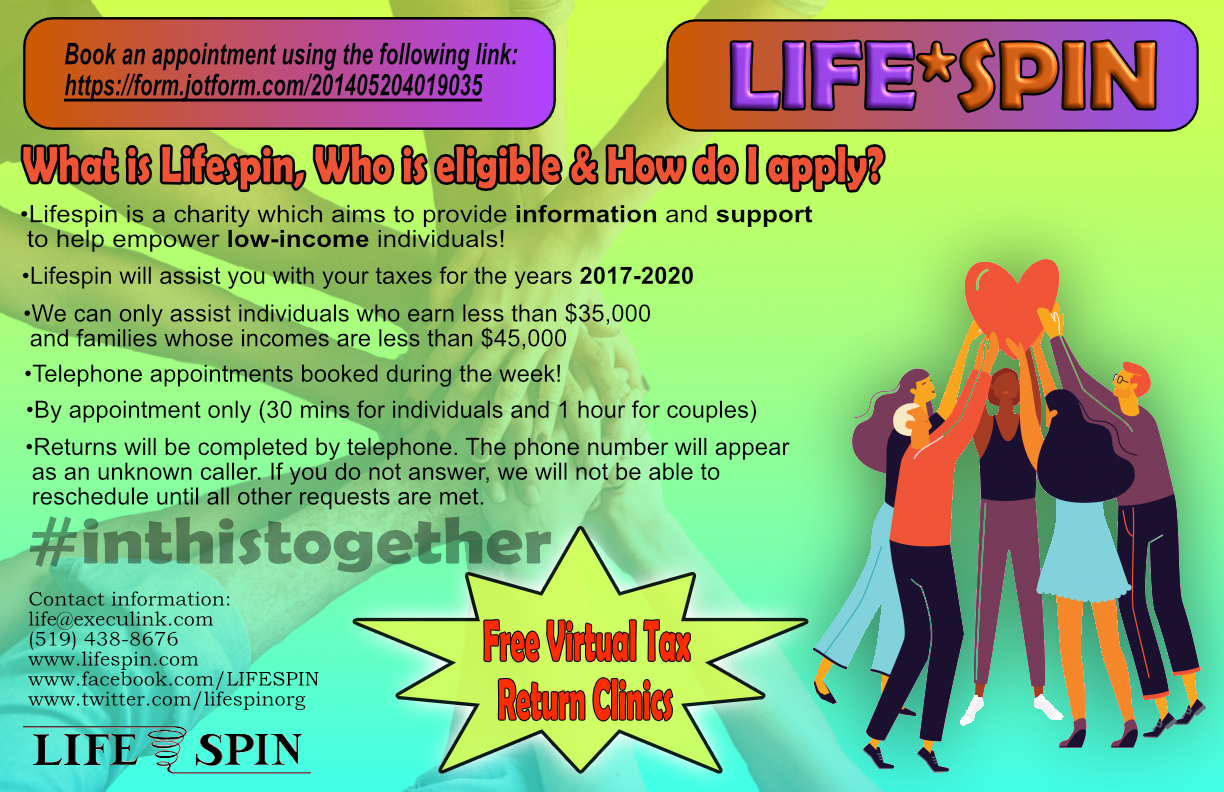 Book an appointment using the following link:
https://form.jotform.com/201405204019035
LIFE*SPIN
What is Lifespin, Who is eligible & How do I apply?
•Lifespin is a charity which aims to provide information and support
to help empower low-income individuals!
•Lifespin will assist you with your taxes for the years 2017-2020
•We can only assist individuals who earn less than $35,000
and families whose incomes are less than $45,000
•Telephone appointments booked during the week!
•By appointment only (30 mins for individuals and 1 hour for couples)
•Returns will be completed by telephone. The phone number will appear
as an unknown caller. If you do not answer, we will not be able to
reschedule until all other requests are met.
#inthistogether
Contact information:
life@execulink.com
(519) 438-8676
www.lifespin.com
www.facebook.com/LIFESPIN
www.twitter.com/lifespinorg
LIFE SPIN
Free Virtual Tax
Return Clinics